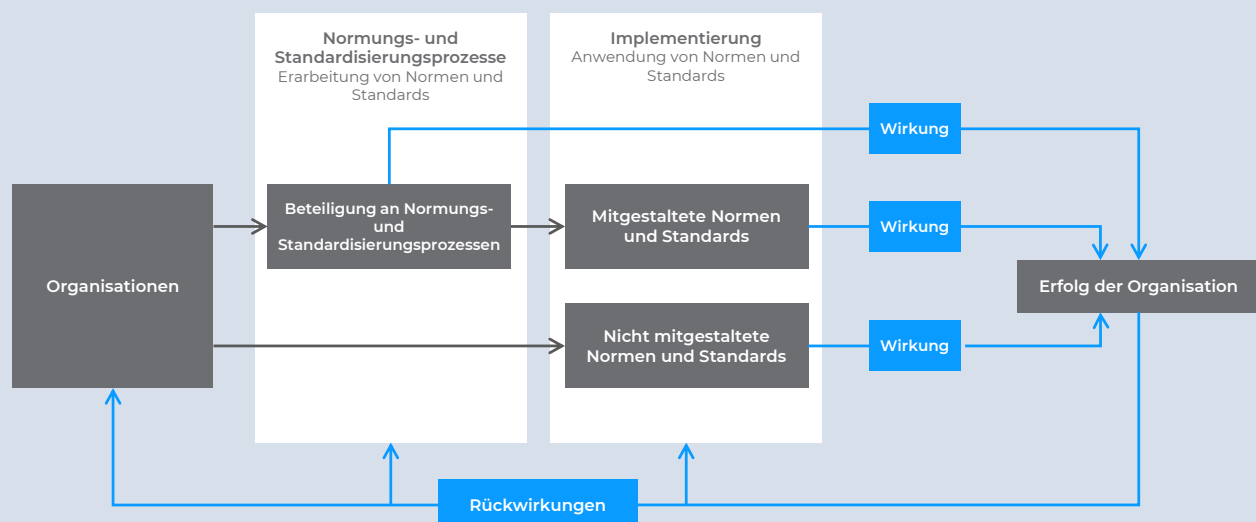 Normungs- und
Standardisierungsprozesse
Erarbeitung von Normen und
Standards
Implementierung
Anwendung von Normen und
Standards
Wirkung
Organisationen
Beteiligung an Normungs-
und
Standardisierungsprozessen
Mitgestaltete Normen
und Standards
Wirkung
Erfolg der Organisation
Nicht mitgestaltete
Normen und Standards
Wirkung
Rückwirkungen